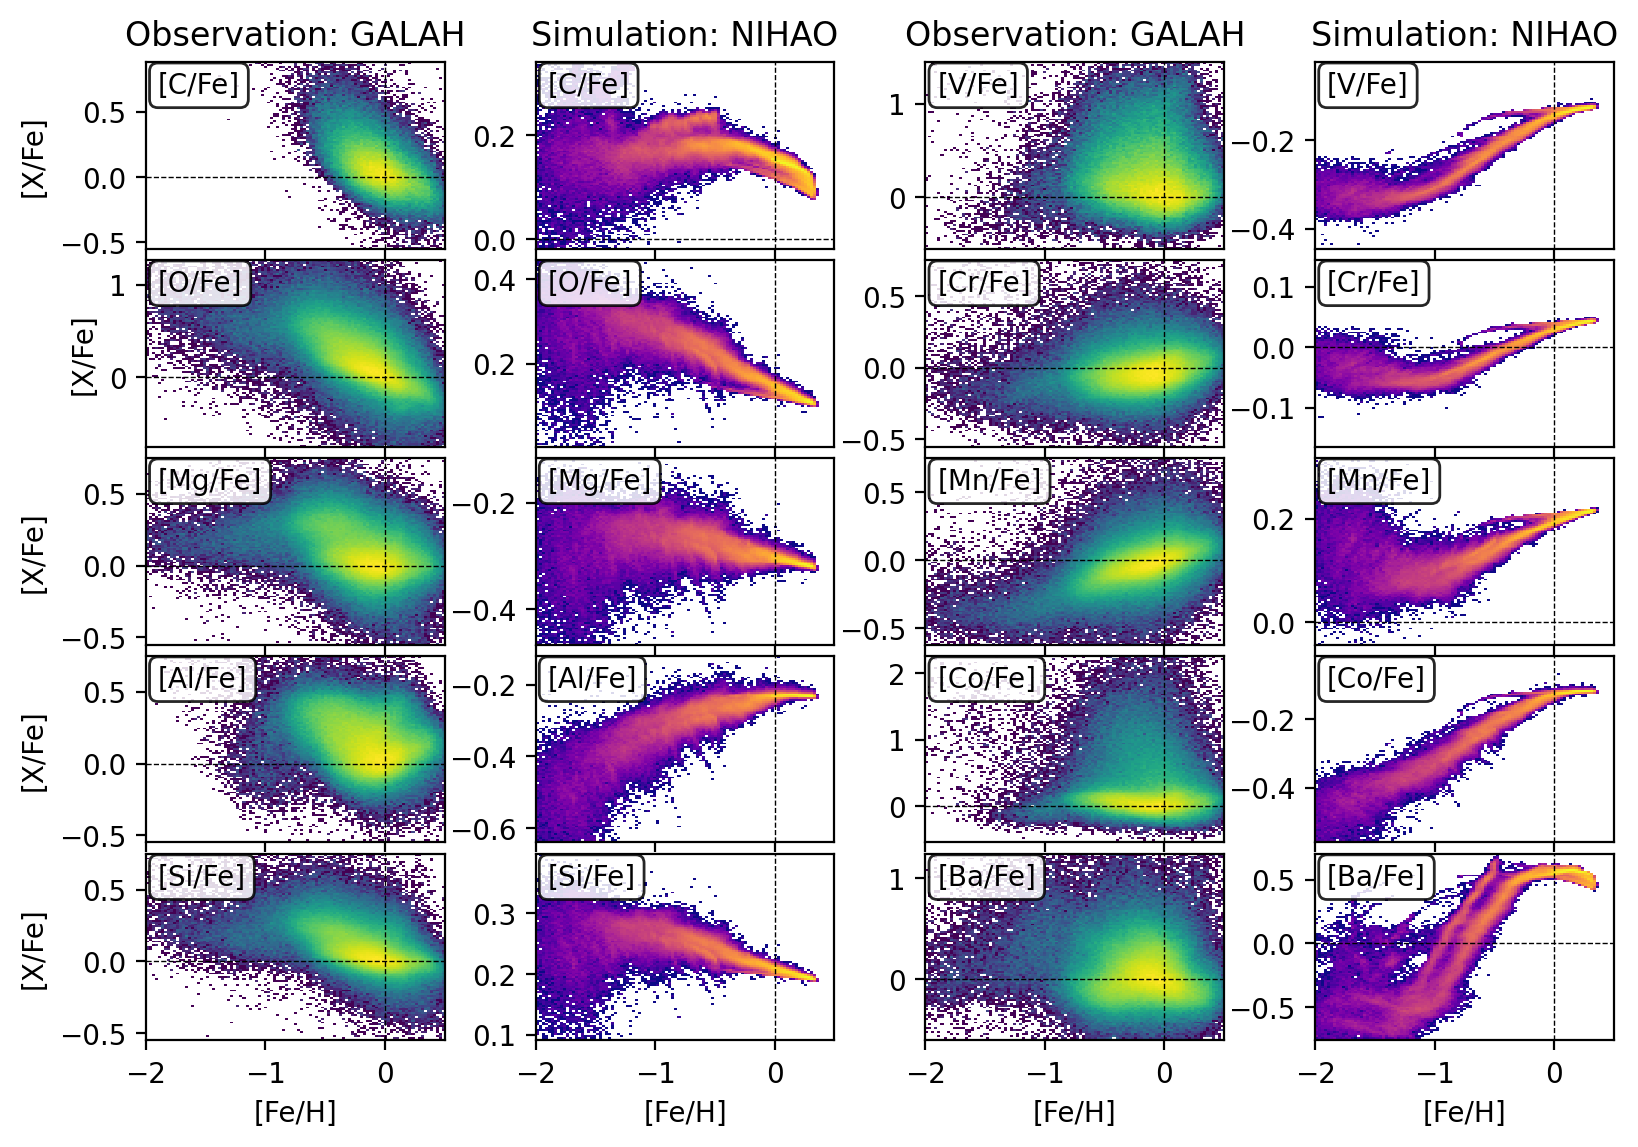 Observation: GALAH Simulation: NIHAO Observation: GALAH Simulation: NIHAO
[X/Fe] 0.5 0.0 −0.5 [C/Fe] 0.2 0.0 [C/Fe] 1 0 [V/Fe] −0.2 −0.4 [V/Fe]
[X/Fe] 1 0 [O/Fe] 0.4 0.2 [O/Fe] 0.5 0.0 −0.5 [Cr/Fe] 0.1 0.0 −0.1 [Cr/Fe]
[X/Fe] 0.5 0.0 −0.5 [Mg/Fe] −0.2 −0.4 [Mg/Fe] 0.5 0.0 −0.5 [Mn/Fe] 0.2 0.0 [Mn/Fe]
[X/Fe] 0.5 0.0 −0.5 [Al/Fe] −0.2 −0.4 −0.6 [Al/Fe] 2 1 0 [Co/Fe] −0.2 −0.4 [Co/Fe]
[X/Fe] 0.5 0.0 −0.5 [Si/Fe] 0.3 0.2 0.1 [Si/Fe] 1 0 [Ba/Fe] 0.5 0.0 −0.5 [Ba/Fe]
−2 −1 0 −2 −1 0 −2 −1 0 −2 −1 0
[Fe/H] [Fe/H] [Fe/H] [Fe/H]